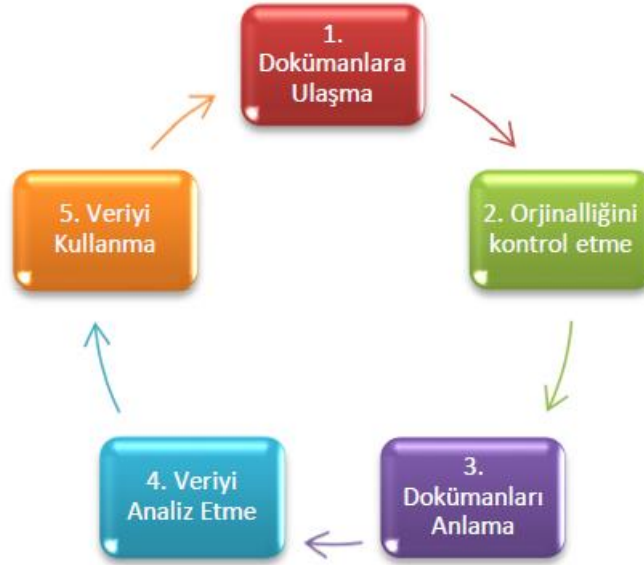 1.
Dokümanlara
Ulaşma
2. Orjinalliğini
kontrol etme
3.
Dokümanları
Anlama
4. Veriyi
Analiz Etme
5. Veriyi
Kullanma